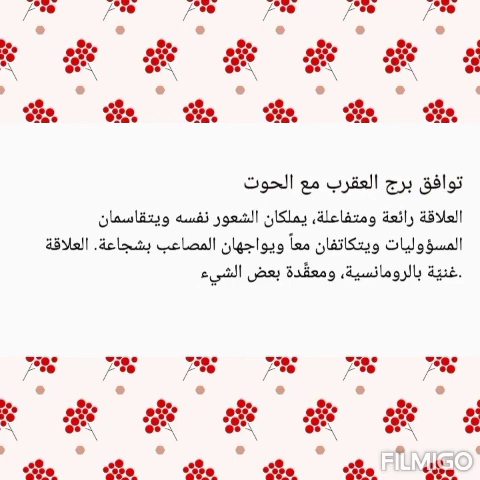 توافق برج العقرب مع الحوت
العلاقة رائعة ومتفاعلة، يملكان الشعور نفسه ويتقاسمان
المسؤوليات ويتكاتفان معاً ويواجهان المصاعب بشجاعة. العلاقة
.غنيّة بالرومانسية، ومعقَّدة بعض الشيء
FILMIGO